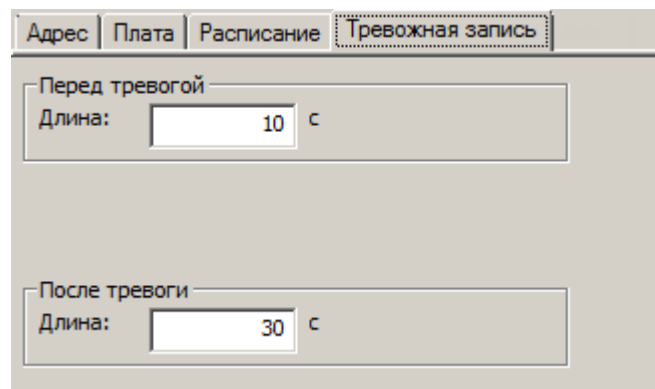 Адрес Плата Расписание Тревожная запись
Перед тревогой
Длина: 10 с
После тревоги
Длина: 30 с